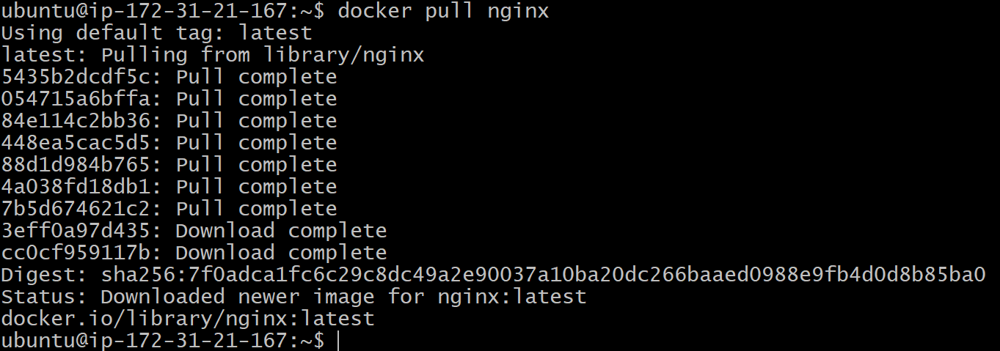 ubuntu@ip-172-31-21-167:~$ docker pull nginx
Using default tag: latest
latest: Pulling from library/nginx
5435b2dcdf5c: Pull complete
054715a6bffa: Pull complete
84e114c2bb36: Pull complete
448ea5cac5d5: Pull complete
88d1d984b765: Pull complete
4a038fd18db1: Pull complete
7b5d674621c2: Pull complete
3eff0a97d435: Download complete
cc0cf959117b: Download complete
Digest: sha256:7f0adca1fc6c29c8dc49a2e90037a10ba20dc266baaed0988e9fb4d0d8b85ba0
Status: Downloaded newer image for nginx:latest
docker.io/library/nginx:latest
ubuntu@ip-172-31-21-167:~$